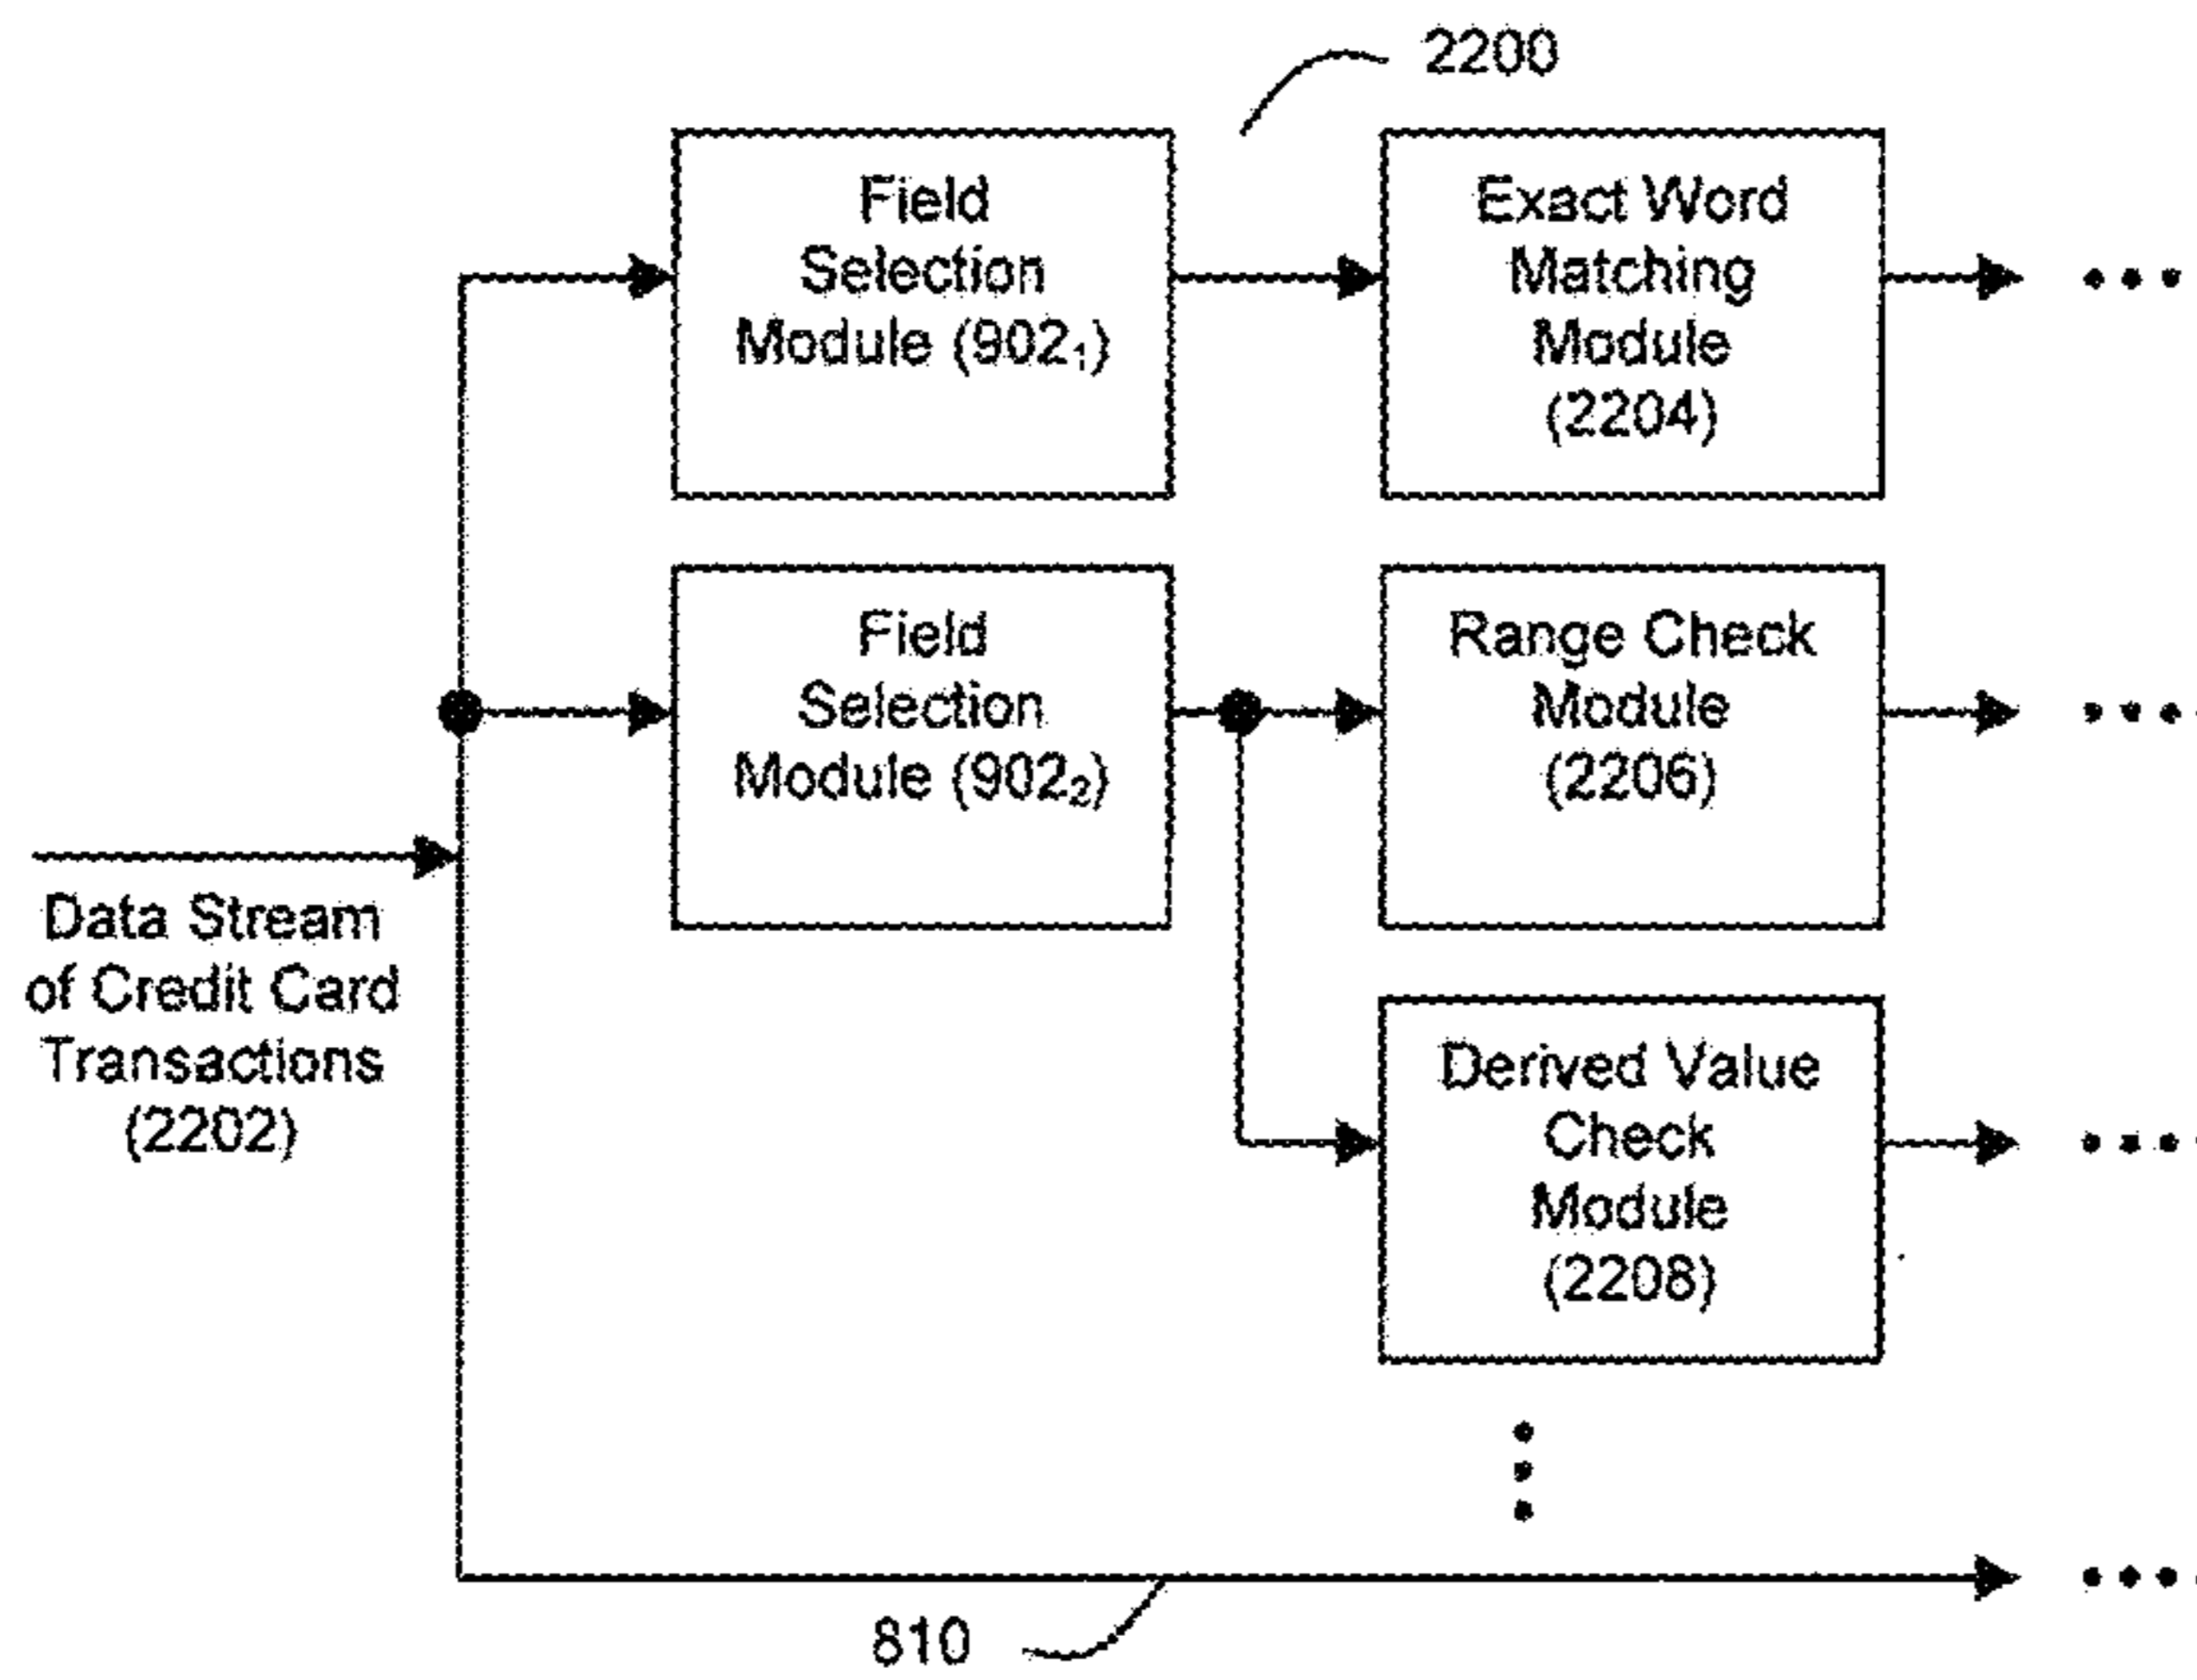 2200
Field
Selection
Module (902₁)
Exact Word
Matching
Module
(2204)
Field
Selection
Module (902₂)
Range Check
Module
(2206)
Data Stream
of Credit Card
Transactions
(2202)
Derived Value
Check
Module
(2208)
810